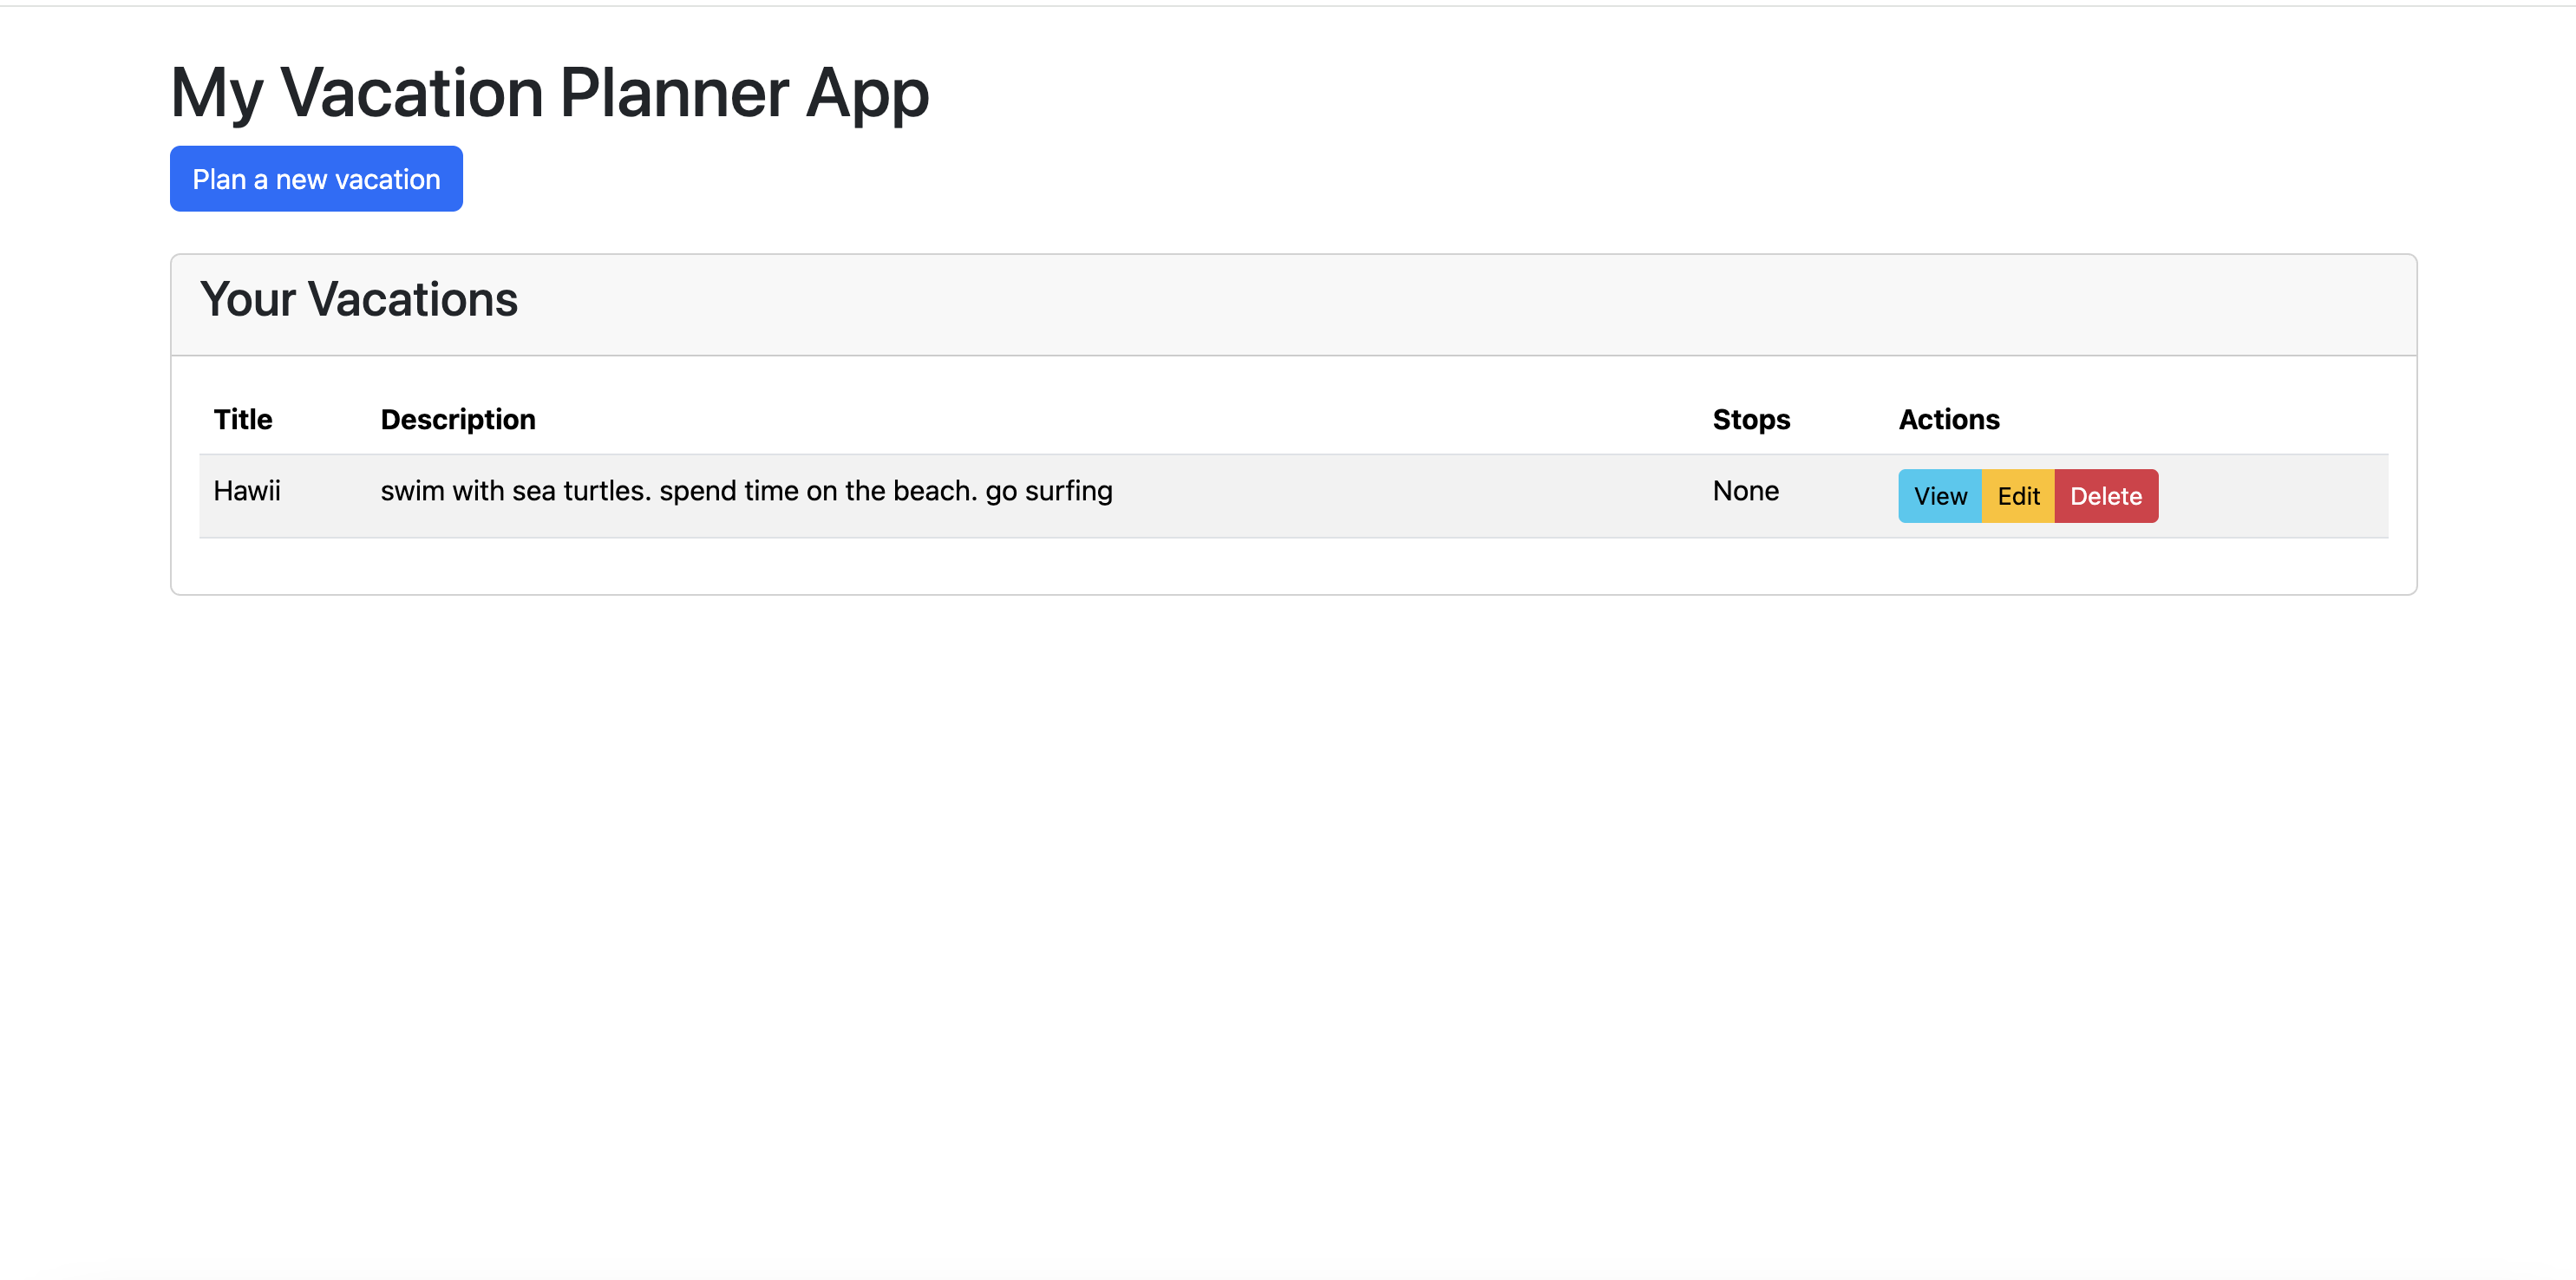 My Vacation Planner App
Plan a new vacation
Your Vacations
Title Description Stops Actions
Hawii swim with sea turtles. spend time on the beach. go surfing None View Edit Delete